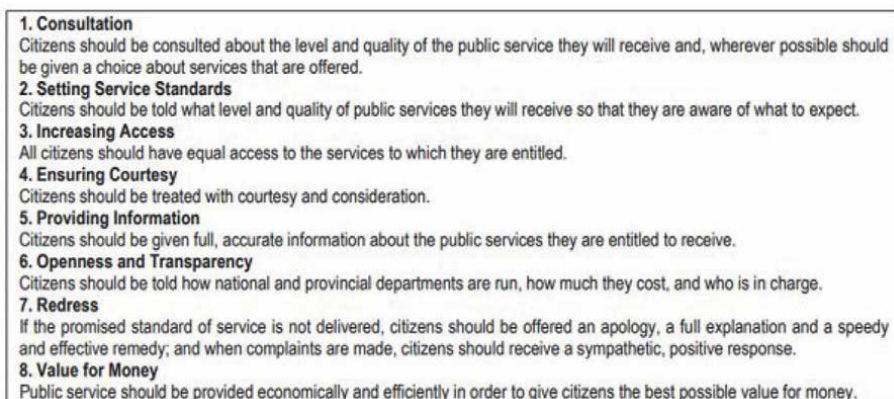 1. Consultation
Citizens should be consulted about the level and quality of the public service they will receive and, wherever possible should
be given a choice about services that are offered.
2. Setting Service Standards
Citizens should be told what level and quality of public services they will receive so that they are aware of what to expect.
3. Increasing Access
All citizens should have equal access to the services to which they are entitled.
4. Ensuring Courtesy
Citizens should be treated with courtesy and consideration.
5. Providing Information
Citizens should be given full, accurate information about the public services they are entitled to receive.
6. Openness and Transparency
Citizens should be told how national and provincial departments are run, how much they cost, and who is in charge.
7. Redress
If the promised standard of service is not delivered, citizens should be offered an apology, a full explanation and a speedy
and effective remedy; and when complaints are made, citizens should receive a sympathetic, positive response.
8. Value for Money
Public service should be provided economically and efficiently in order to give citizens the best possible value for money.